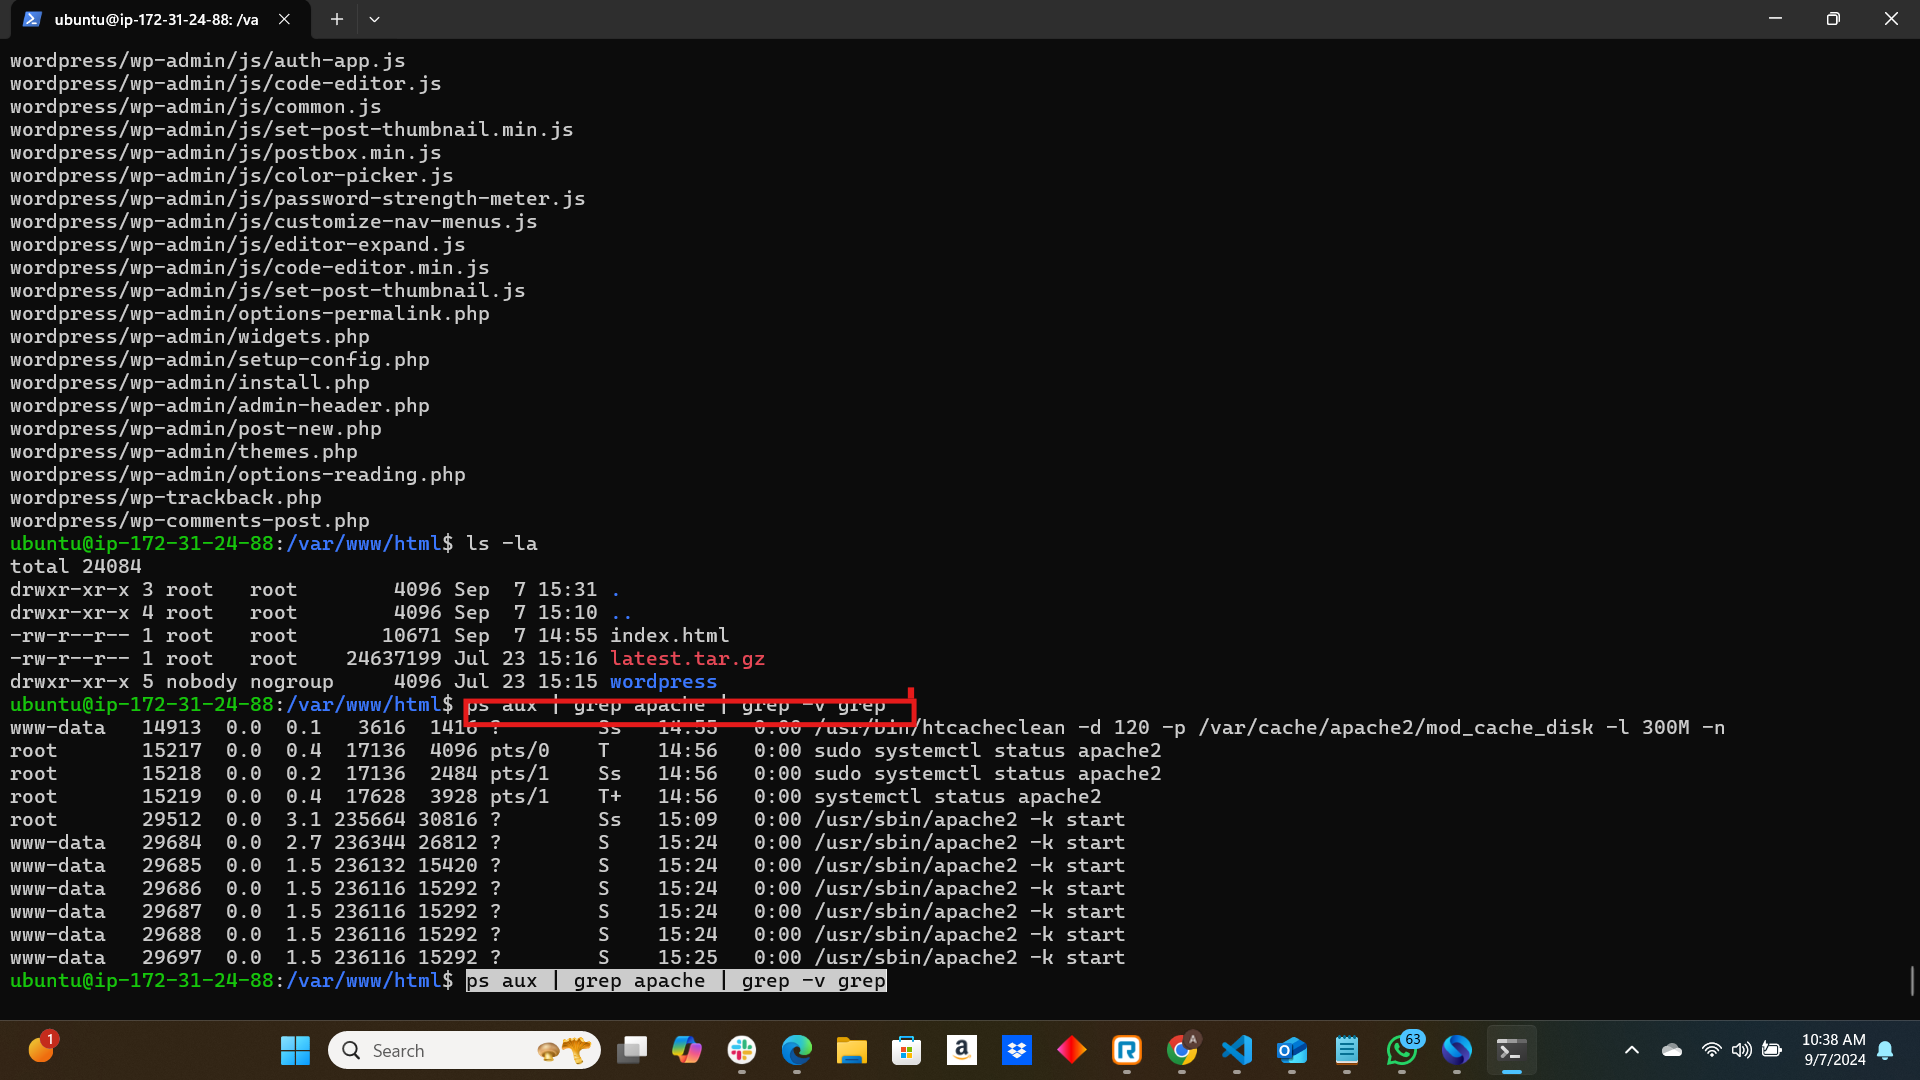 ubuntu@ip-172-31-24-88: /va
wordpress/wp-admin/js/auth-app.js
wordpress/wp-admin/js/code-editor.js
wordpress/wp-admin/js/common.js
wordpress/wp-admin/js/set-post-thumbnail.min.js
wordpress/wp-admin/js/postbox.min.js
wordpress/wp-admin/js/color-picker.js
wordpress/wp-admin/js/password-strength-meter.js
wordpress/wp-admin/js/customize-nav-menus.js
wordpress/wp-admin/js/editor-expand.js
wordpress/wp-admin/js/code-editor.min.js
wordpress/wp-admin/js/set-post-thumbnail.js
wordpress/wp-admin/options-permalink.php
wordpress/wp-admin/widgets.php
wordpress/wp-admin/setup-config.php
wordpress/wp-admin/install.php
wordpress/wp-admin/admin-header.php
wordpress/wp-admin/post-new.php
wordpress/wp-admin/themes.php
wordpress/wp-admin/options-reading.php
wordpress/wp-trackback.php
wordpress/wp-comments-post.php
ubuntu@ip-172-31-24-88:/var/www/html$ ls -la
total 24084
drwxr-xr-x 3 root   root        4096 Sep  7 15:31 .
drwxr-xr-x 4 root   root        4096 Sep  7 15:10 ..
-rw-r--r-- 1 root   root       10671 Sep  7 14:55 index.html
-rw-r--r-- 1 root   root    24637199 Jul 23 15:16 latest.tar.gz
drwxr-xr-x 5 nobody nogroup     4096 Jul 23 15:15 wordpress
ubuntu@ip-172-31-24-88:/var/www/html$ ps aux | grep apache | grep -v grep
www-data   14913  0.0  0.1   3616  1416 ?        Ss   14:55   0:00 /usr/bin/htcacheclean -d 120 -p /var/cache/apache2/mod_cache_disk -l 300M -n
root       15217  0.0  0.4  17136  4096 pts/0    T    14:56   0:00 sudo systemctl status apache2
root       15218  0.0  0.2  17136  2484 pts/1    Ss   14:56   0:00 sudo systemctl status apache2
root       15219  0.0  0.4  17628  3928 pts/1    T+   14:56   0:00 systemctl status apache2
root       29512  0.0  3.1 235664 30816 ?        Ss   15:09   0:00 /usr/sbin/apache2 -k start
www-data   29684  0.0  2.7 236344 26812 ?        S    15:24   0:00 /usr/sbin/apache2 -k start
www-data   29685  0.0  1.5 236132 15420 ?        S    15:24   0:00 /usr/sbin/apache2 -k start
www-data   29686  0.0  1.5 236116 15292 ?        S    15:24   0:00 /usr/sbin/apache2 -k start
www-data   29687  0.0  1.5 236116 15292 ?        S    15:24   0:00 /usr/sbin/apache2 -k start
www-data   29688  0.0  1.5 236116 15292 ?        S    15:24   0:00 /usr/sbin/apache2 -k start
www-data   29697  0.0  1.5 236116 15292 ?        S    15:25   0:00 /usr/sbin/apache2 -k start
ubuntu@ip-172-31-24-88:/var/www/html$ ps aux | grep apache | grep -v grep
1
Search
a
R
A
O
63
10:38 AM
9/7/2024